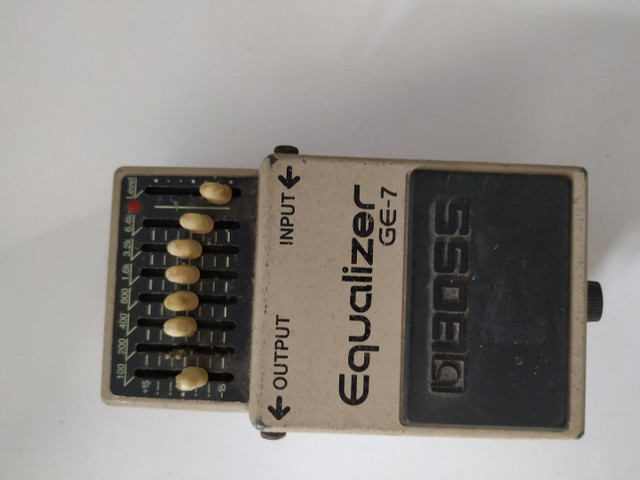 100 200 400 800 1.6k 3.2k 6.4k Level
+15
-15
← OUTPUT INPUT ←
Equalizer
GE-7
BOSS